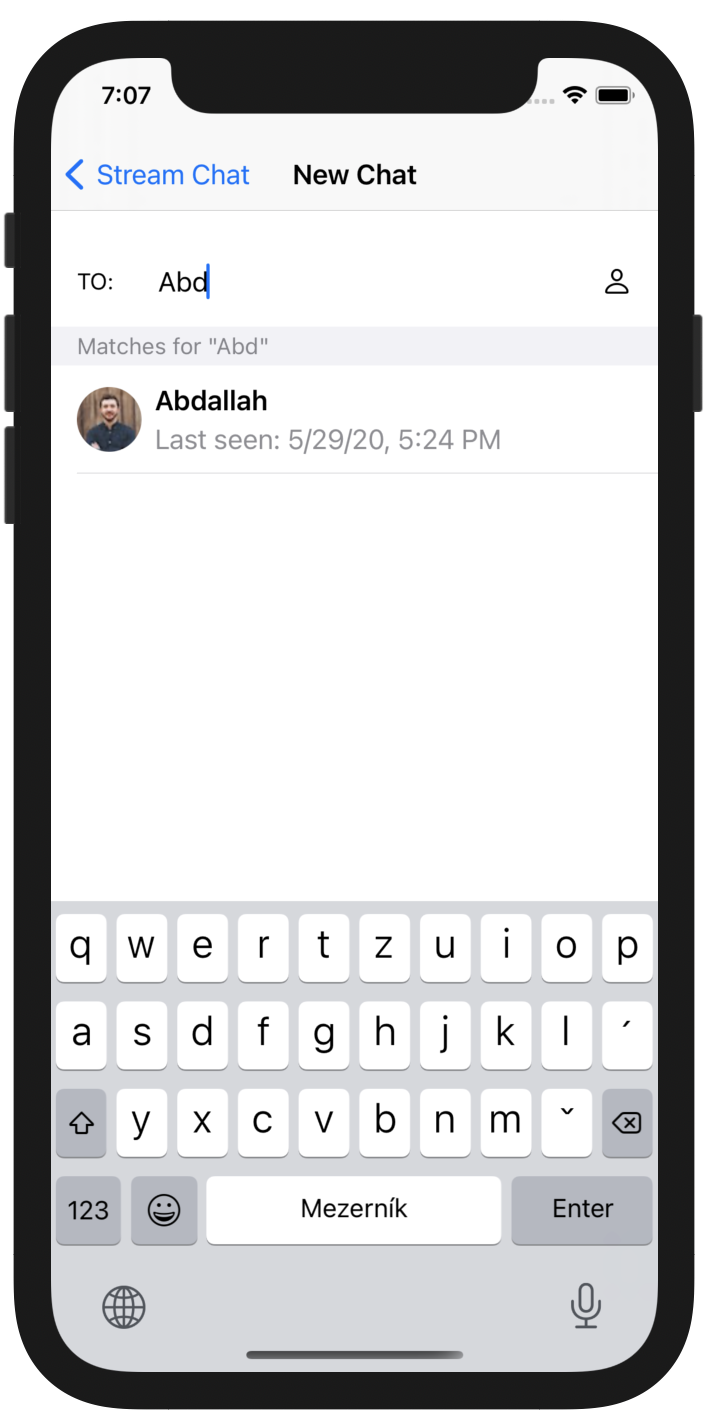 7:07
Stream Chat New Chat
TO: Abd
Matches for "Abd"
Abdallah
Last seen: 5/29/20, 5:24 PM
q w e r t z u i o p
a s d f g h j k l ´
y x c v b n m ˇ
123 Mezerník Enter